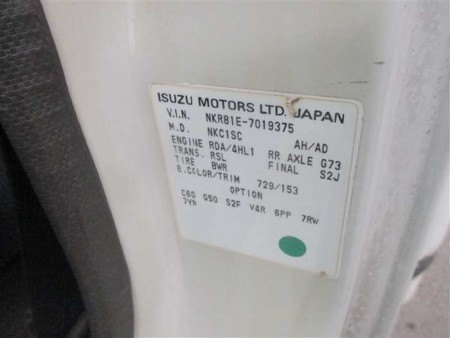 ISUZU MOTORS LTD. JAPAN
V.I.N. NKR81E-7019375
M.D. NKC1SC AH/AD
ENGINE RDA/4HL1 RR AXLE G73
TRANS. RSL FINAL S2J
TIRE BWR
B.COLOR/TRIM 729/153
OPTION
C60 G50 S2F V4R 6PP 7RW
7YN